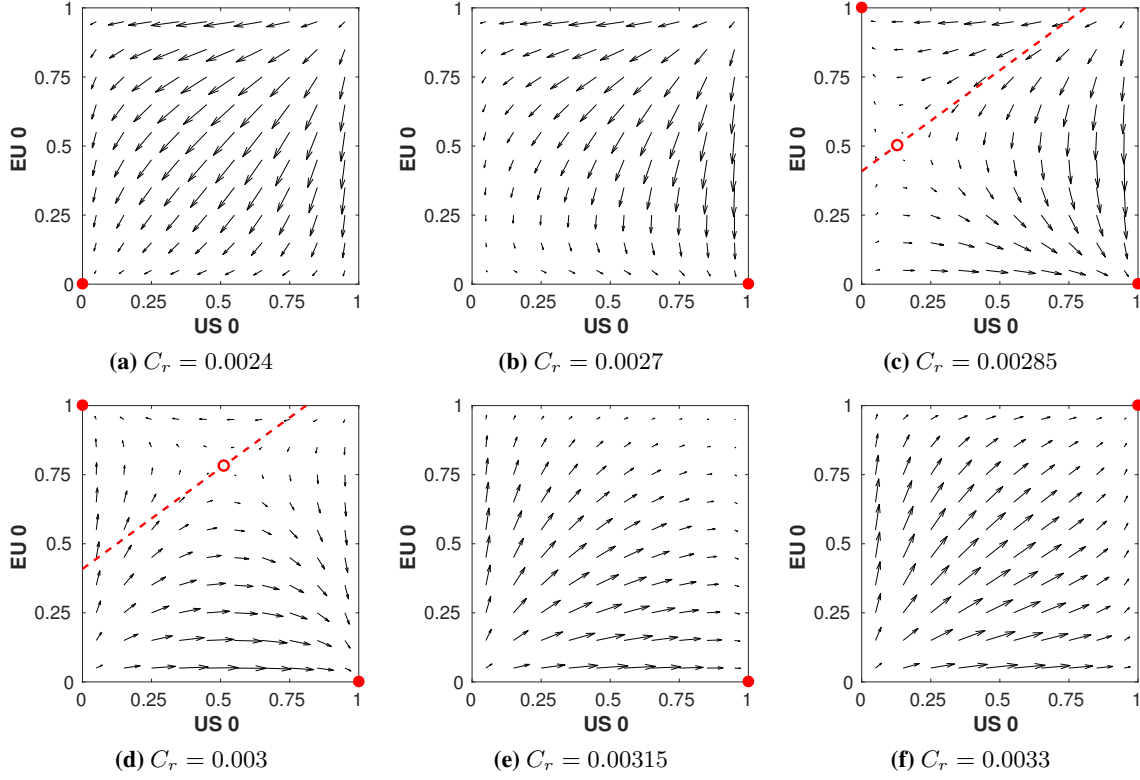 1
0.75
0.5
0.25
0
EU 0
0 0.25 0.5 0.75 1
US 0
(a) C_r = 0.0024
1
0.75
0.5
0.25
0
EU 0
0 0.25 0.5 0.75 1
US 0
(b) C_r = 0.0027
1
0.75
0.5
0.25
0
EU 0
0 0.25 0.5 0.75 1
US 0
(c) C_r = 0.00285
1
0.75
0.5
0.25
0
EU 0
0 0.25 0.5 0.75 1
US 0
(d) C_r = 0.003
1
0.75
0.5
0.25
0
EU 0
0 0.25 0.5 0.75 1
US 0
(e) C_r = 0.00315
1
0.75
0.5
0.25
0
EU 0
0 0.25 0.5 0.75 1
US 0
(f) C_r = 0.0033